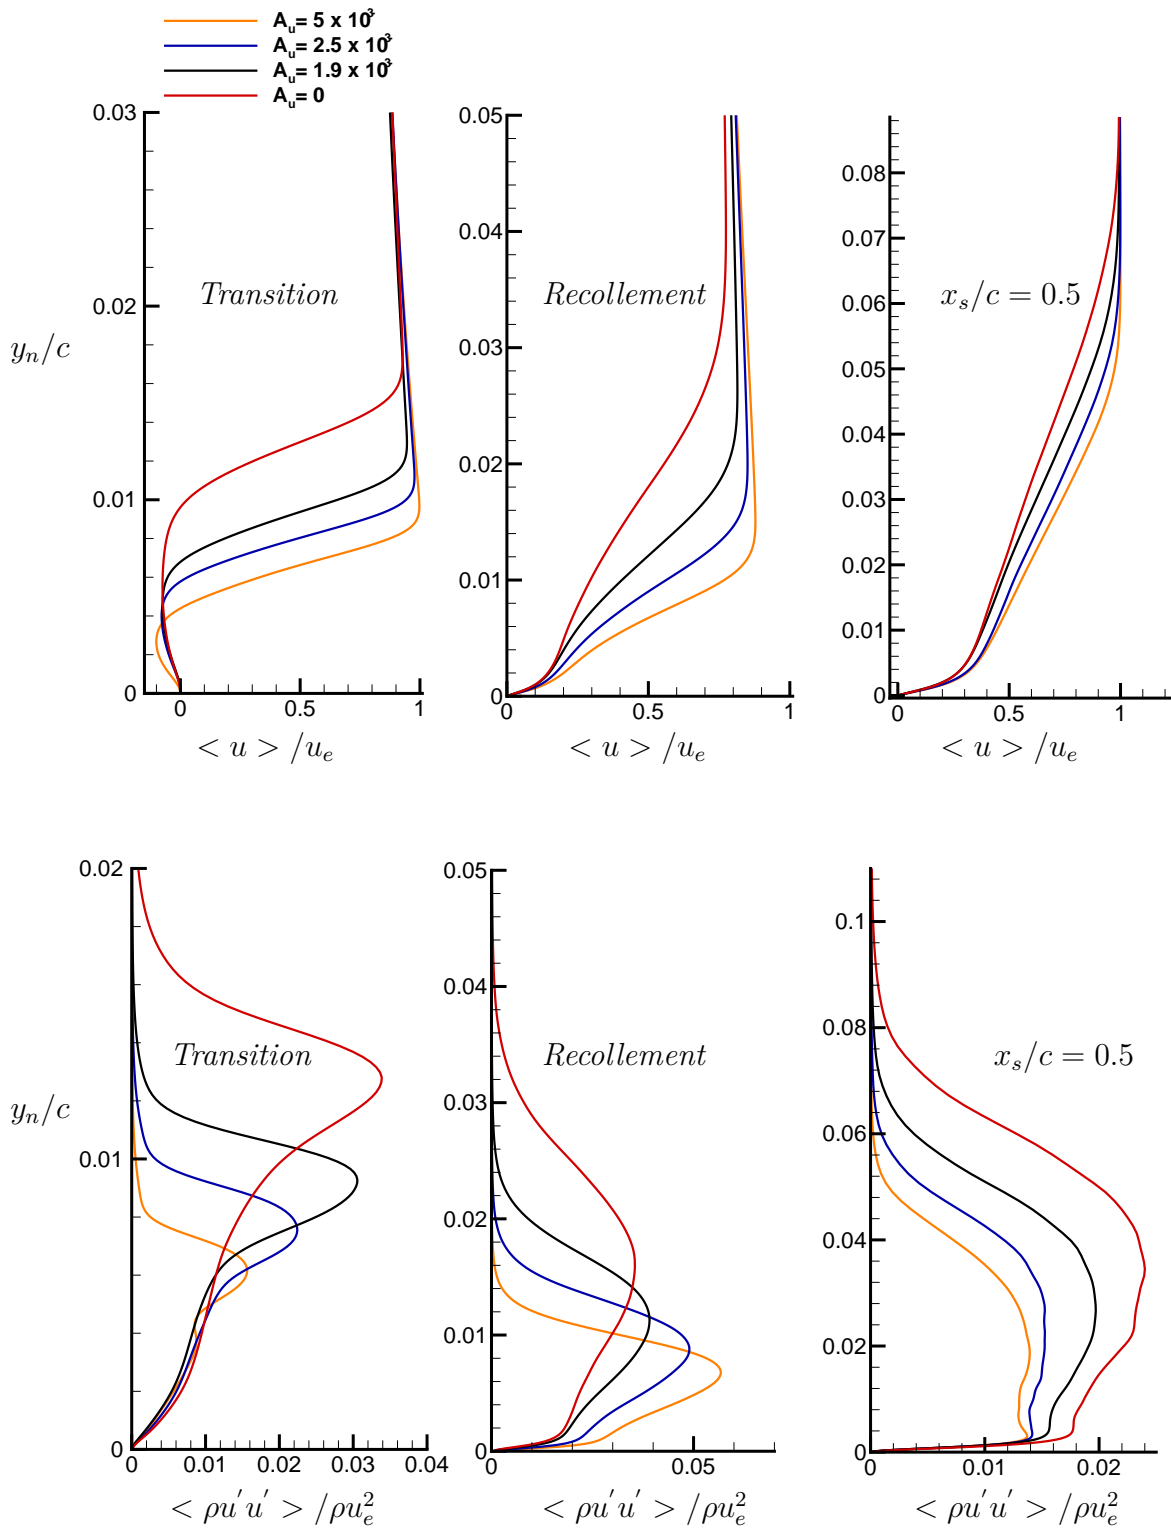 A_u= 5 x 10^-3
A_u= 2.5 x 10^-3
A_u= 1.9 x 10^-3
A_u= 0
0.03
0.02
0.01
0
y_n/c
Transition
0 0.5 1
< u > /u_e
0.05
0.04
0.03
0.02
0.01
0
Recollement
0 0.5 1
< u > /u_e
0.08
0.07
0.06
0.05
0.04
0.03
0.02
0.01
0
x_s/c = 0.5
0 0.5 1
< u > /u_e
0.02
0.01
0
y_n/c
Transition
0 0.01 0.02 0.03 0.04
< ρu'u' > /ρu_e^2
0.05
0.04
0.03
0.02
0.01
0
Recollement
0 0.05
< ρu'u' > /ρu_e^2
0.1
0.08
0.06
0.04
0.02
0
x_s/c = 0.5
0 0.01 0.02
< ρu'u' > /ρu_e^2